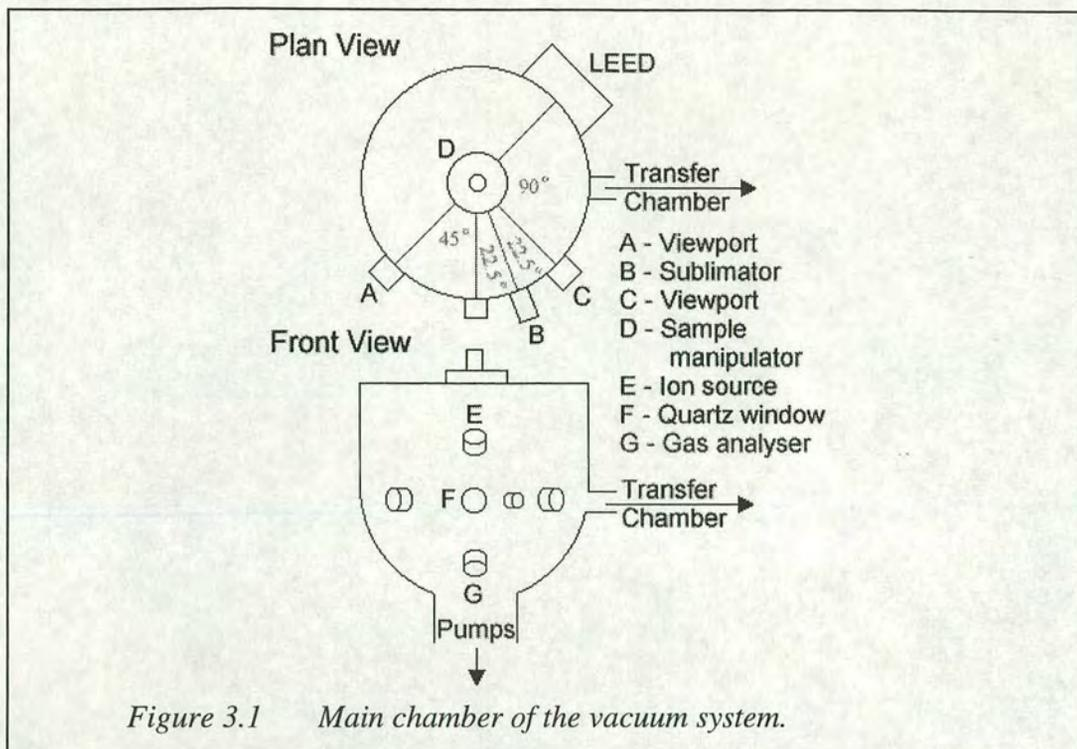 Plan View
LEED
D
90°
Transfer
Chamber
45°
22.5°
22.5°
A
B
C
A - Viewport
B - Sublimator
C - Viewport
D - Sample
manipulator
E - Ion source
F - Quartz window
G - Gas analyser
Front View
E
F
Transfer
Chamber
G
Pumps
Figure 3.1 Main chamber of the vacuum system.